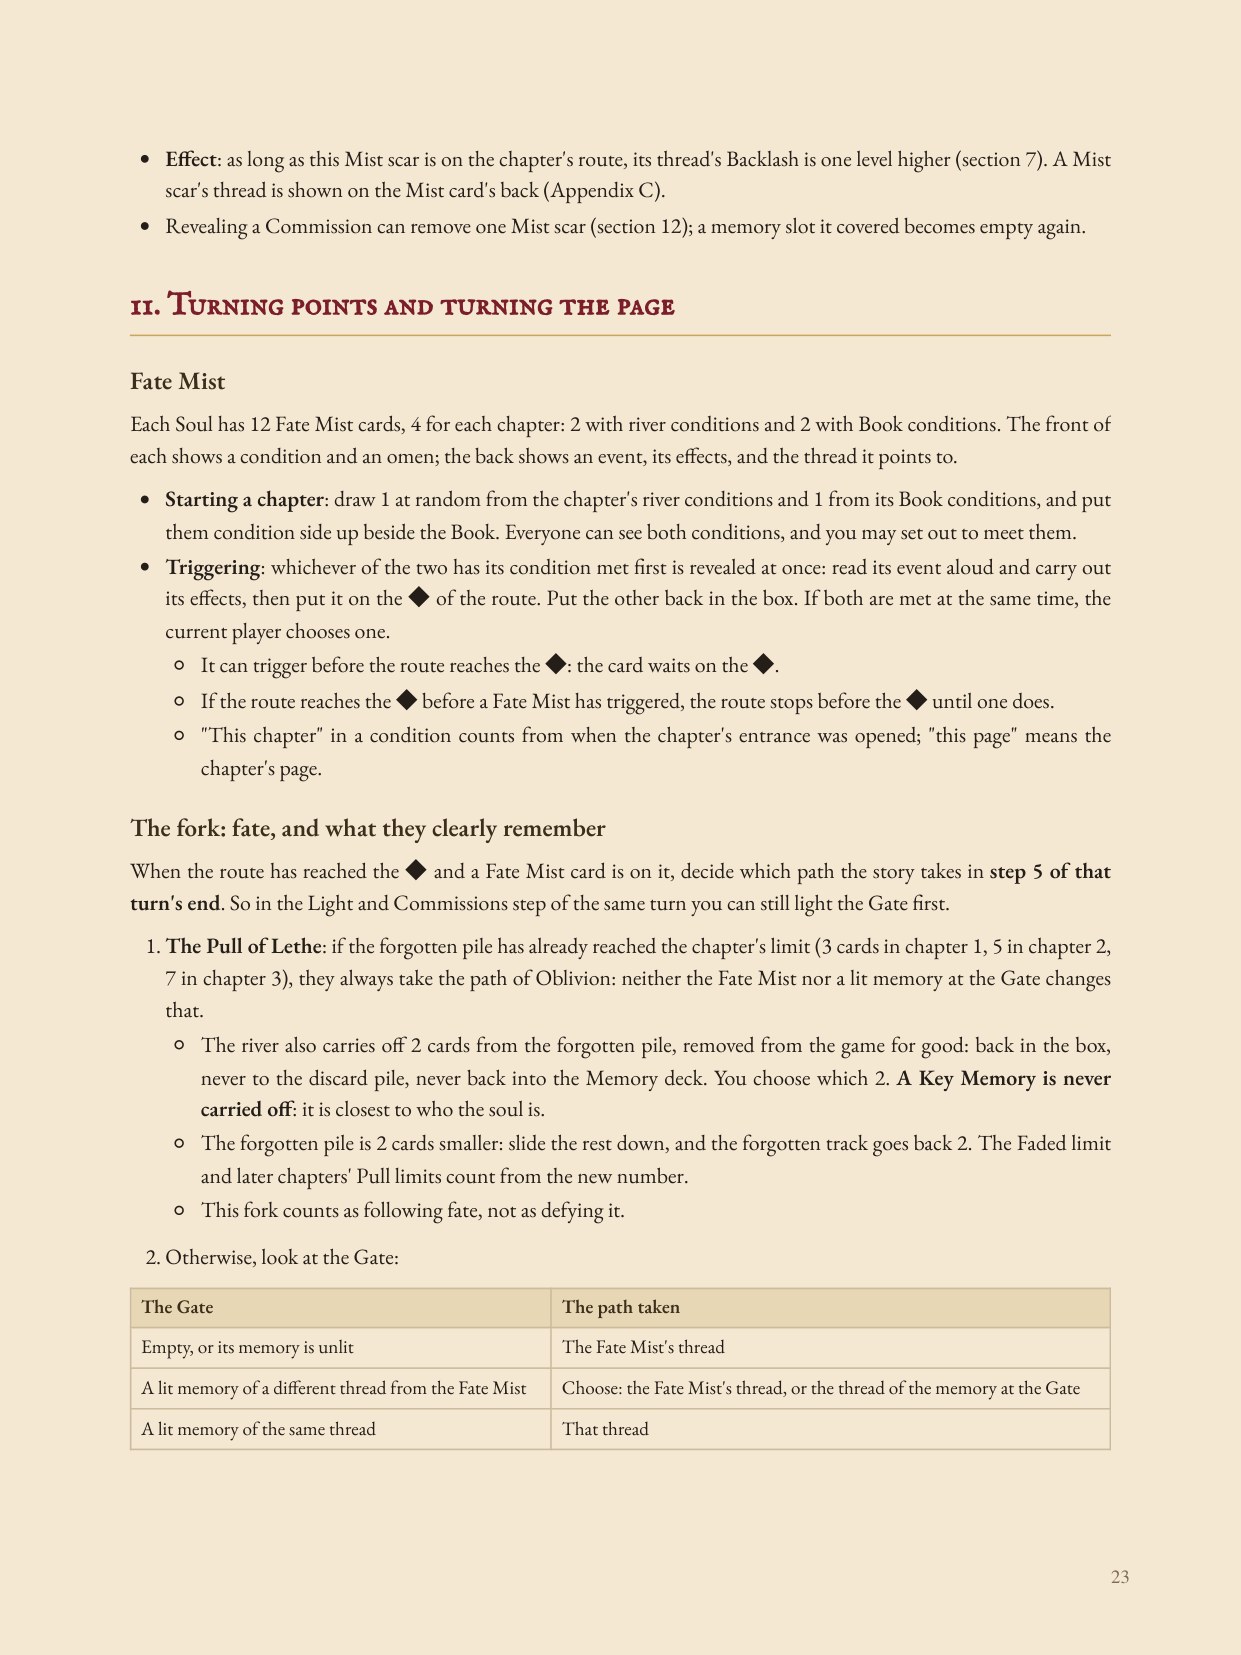 • Effect: as long as this Mist scar is on the chapter's route, its thread's Backlash is one level higher (section 7). A Mist
scar's thread is shown on the Mist card's back (Appendix C).
• Revealing a Commission can remove one Mist scar (section 12); a memory slot it covered becomes empty again.
11. Turning points and turning the page
Fate Mist
Each Soul has 12 Fate Mist cards, 4 for each chapter: 2 with river conditions and 2 with Book conditions. The front of
each shows a condition and an omen; the back shows an event, its effects, and the thread it points to.
• Starting a chapter: draw 1 at random from the chapter's river conditions and 1 from its Book conditions, and put
them condition side up beside the Book. Everyone can see both conditions, and you may set out to meet them.
• Triggering: whichever of the two has its condition met first is revealed at once: read its event aloud and carry out
its effects, then put it on the ◆ of the route. Put the other back in the box. If both are met at the same time, the
current player chooses one.
○ It can trigger before the route reaches the ◆: the card waits on the ◆.
○ If the route reaches the ◆ before a Fate Mist has triggered, the route stops before the ◆ until one does.
○ "This chapter" in a condition counts from when the chapter's entrance was opened; "this page" means the
chapter's page.
The fork: fate, and what they clearly remember
When the route has reached the ◆ and a Fate Mist card is on it, decide which path the story takes in step 5 of that
turn's end. So in the Light and Commissions step of the same turn you can still light the Gate first.
1. The Pull of Lethe: if the forgotten pile has already reached the chapter's limit (3 cards in chapter 1, 5 in chapter 2,
7 in chapter 3), they always take the path of Oblivion: neither the Fate Mist nor a lit memory at the Gate changes
that.
○ The river also carries off 2 cards from the forgotten pile, removed from the game for good: back in the box,
never to the discard pile, never back into the Memory deck. You choose which 2. A Key Memory is never
carried off: it is closest to who the soul is.
○ The forgotten pile is 2 cards smaller: slide the rest down, and the forgotten track goes back 2. The Faded limit
and later chapters' Pull limits count from the new number.
○ This fork counts as following fate, not as defying it.
2. Otherwise, look at the Gate:
The Gate The path taken
Empty, or its memory is unlit The Fate Mist's thread
A lit memory of a different thread from the Fate Mist Choose: the Fate Mist's thread, or the thread of the memory at the Gate
A lit memory of the same thread That thread
23